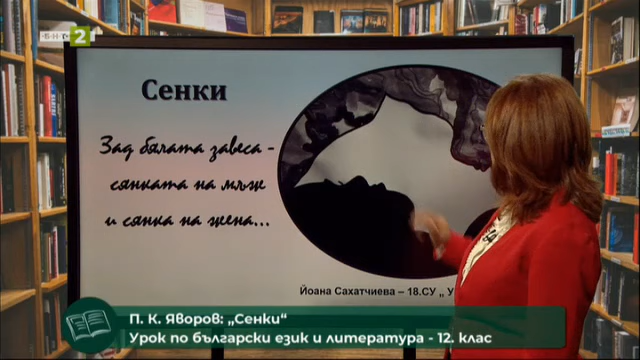 БНТ 2
Сенки
Зад бялата завеса -
сянката на мъж
и сянка на жена...
Йоана Сахатчиева – 18.СУ „ У
П. К. Яворов: „Сенки“
Урок по български език и литература - 12. клас